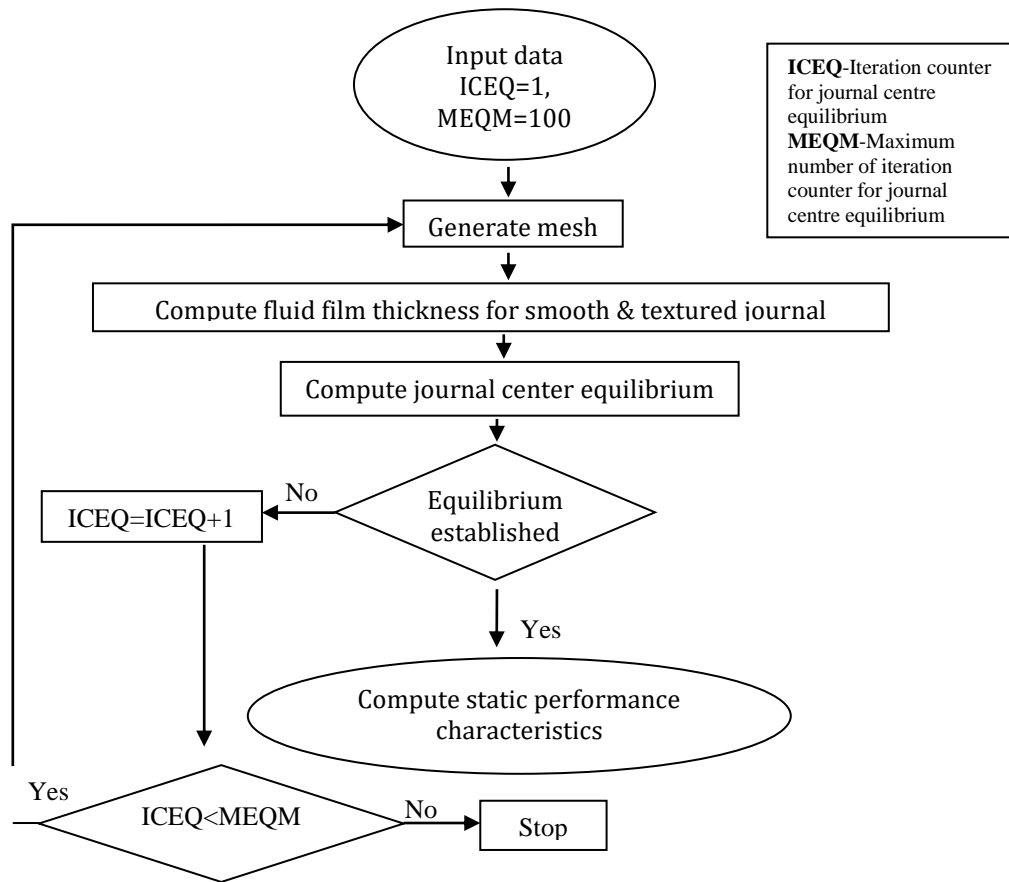 Input data
ICEQ=1,
MEQM=100
ICEQ-Iteration counter
for journal centre
equilibrium
MEQM-Maximum
number of iteration
counter for journal
centre equilibrium
Generate mesh
Compute fluid film thickness for smooth & textured journal
Compute journal center equilibrium
No
Equilibrium
established
ICEQ=ICEQ+1
Yes
Compute static performance
characteristics
Yes
ICEQ<MEQM
No
Stop